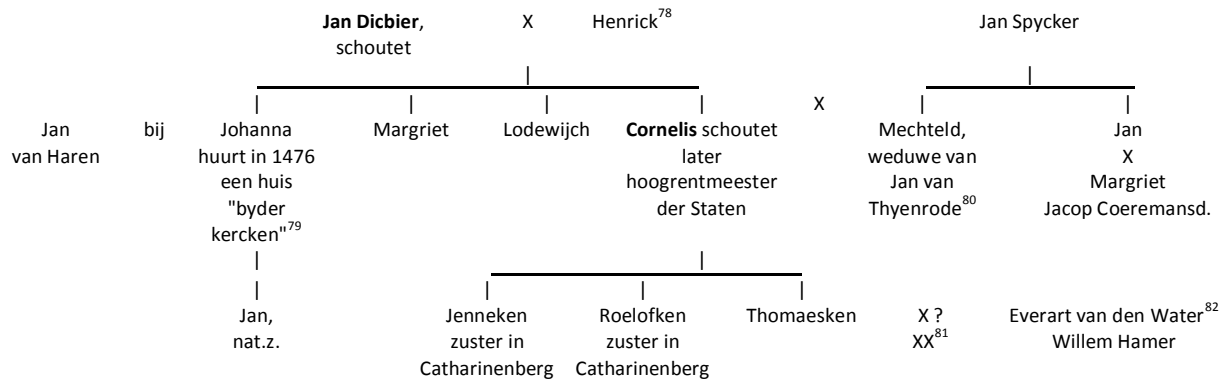 Jan Dicbier, X Henrick78 Jan Spycker
schoutet
| |
| | | | X | |
Jan bij Johanna Margriet Lodewijch Cornelis schoutet Mechteld, Jan
van Haren huurt in 1476 later weduwe van X
een huis hoogrentmeester Jan van Margriet
"byder der Staten Thyenrode80 Jacop Coeremansd.
kercken"79
| |
| | | |
Jan, Jenneken Roelofken Thomaesken X ? Everart van den Water82
nat.z. zuster in zuster in XX81 Willem Hamer
Catharinenberg Catharinenberg